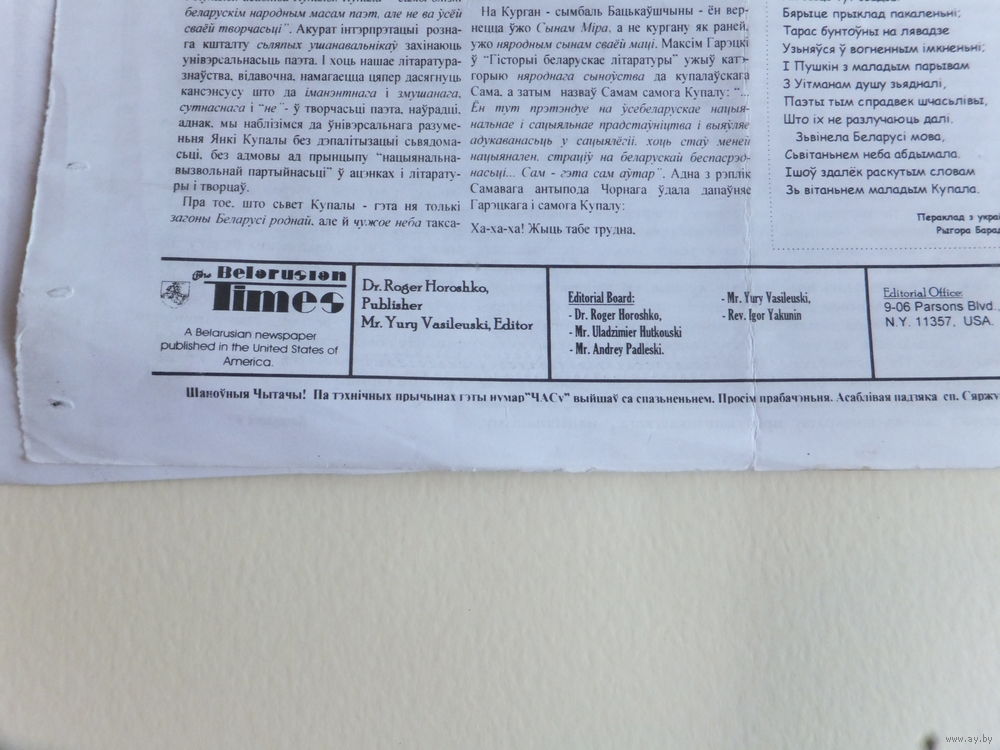 беларускім народным масам паэт, але не ва ўсёй
сваёй творчасьці". Акурат інтэрпрэтацыі розна-
га кшталту сьляпых ушанавальнікаў захінаюць
унівэрсальнасьць паэта. І хоць нашае літаратура-
знаўства, відавочна, намагаецца цяпер дасягнуць
кансэнсусу што да іманэнтнага і змушанага,
сутнаснага і "не"- ў творчасьці паэта, наўрадці,
аднак, мы наблізімся да ўнівэрсальнага разуме-
ньня Янкі Купалы без дэпалітызацыі сьвядома-
сьці, без адмовы ад прынцыпу "нацыянальна-
вызвольнай партыйнасьці" ў ацэнках і літарату-
ры і творцаў.
Пра тое, што сьвет Купалы - гэта ня толькі
загоны Беларусі роднай, але й чужое неба такса-
На Курган - сымбаль Бацькаўшчыны - ён вер-
нецца ўжо Сынам Міра, а не кургану як раней,
ужо няродным сынам сваёй маці. Максім Гарэцкі
ў "Гісторыі беларускае літаратуры" ужыў катэ-
горыю няроднага сыноўства да купалаўскага
Сама, а затым назваў Самам самога Купалу: "...
Ён тут прэтэндуе на ўсебеларускае нацыя-
нальнае і сацыяльнае прадстаўніцтва і выяўляе
адукаванасьць у сацыялёгіі, хоць стаў меней
нацыянален, страціў на беларускай беспасрэд-
насьці... Сам - гэта сам аўтар". Адна з рэплік
Самавага антыпода Чорнага ўдала дапаўняе
Гарэцкага і самога Купалу:
Ха-ха-ха! Жыць табе трудна.
Бярыце прыклад пакаленьні;
Тарас бунтоўны на лявадзе
Узьняўся ў вогненным імкненьні;
І Пушкін з маладым парывам
З Уітманам душу зьядналі,
Паэты тым спрадвек шчасьлівы,
Што іх не разлучаюць далі.
Зьвінела Беларусі мова,
Сьвітаньнем неба абдымала.
Ішоў здалёк раскутым словам
Зь вітаньнем маладым Купала.
Пераклад з укра
Рыгора Барад
The Belarusian
Times
A Belarusian newspaper
published in the United States of
America.
Dr. Roger Horoshko,
Publisher
Mr. Yury Vasileuski, Editor
Editorial Board:
- Dr. Roger Horoshko,
- Mr. Uladzimier Hutkouski
- Mr. Andrey Padleski.
- Mr. Yury Vasileuski,
- Rev. Igor Yakunin
Editorial Office:
9-06 Parsons Blvd.
N.Y. 11357, USA.
Шаноўныя Чытачы! Па тэхнічных прычынах гэты нумар"ЧАСу" выйшаў са спазьненьнем. Просім прабачэньня. Асаблівая падзяка сп. Сяржу
www.ay.by